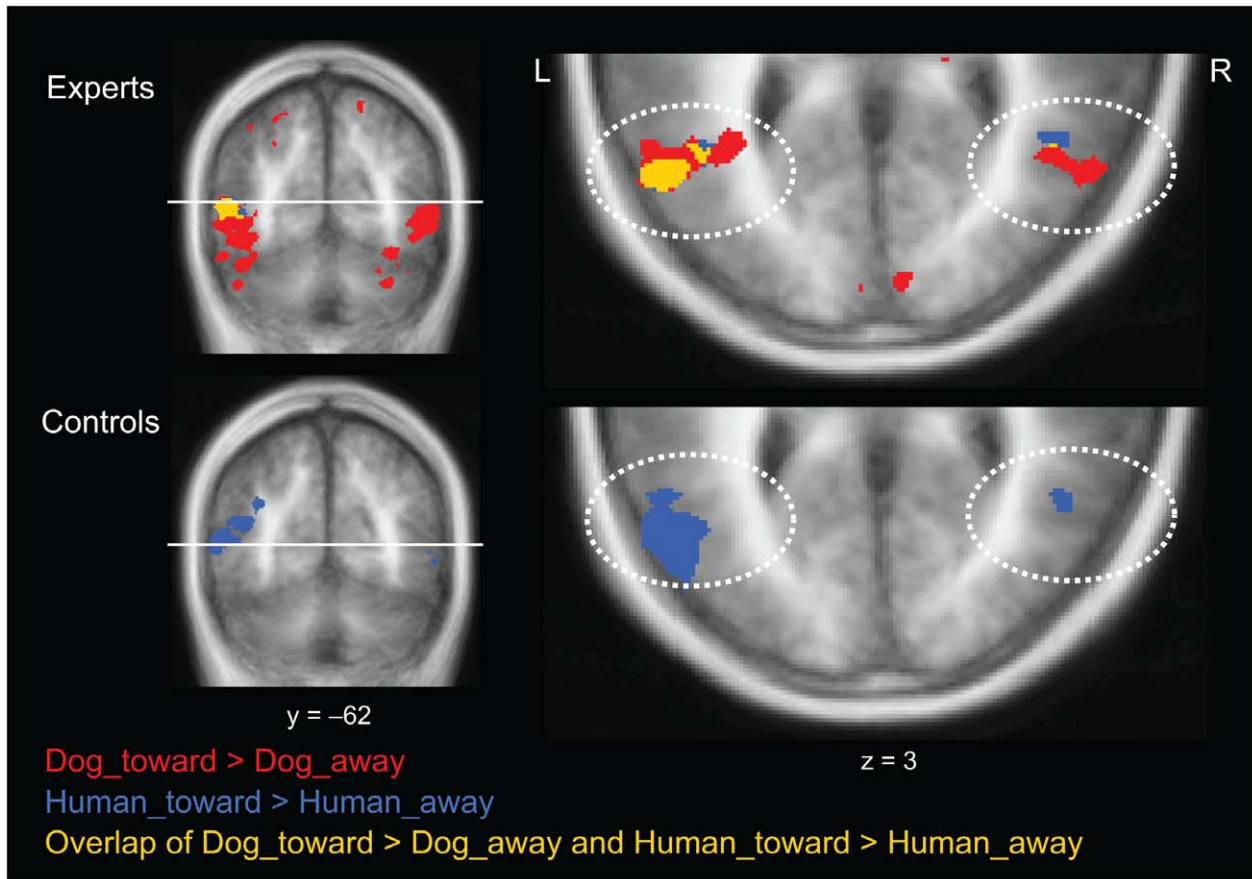 Experts
L
R
Controls
y = –62
z = 3
Dog_toward > Dog_away
Human_toward > Human_away
Overlap of Dog_toward > Dog_away and Human_toward > Human_away